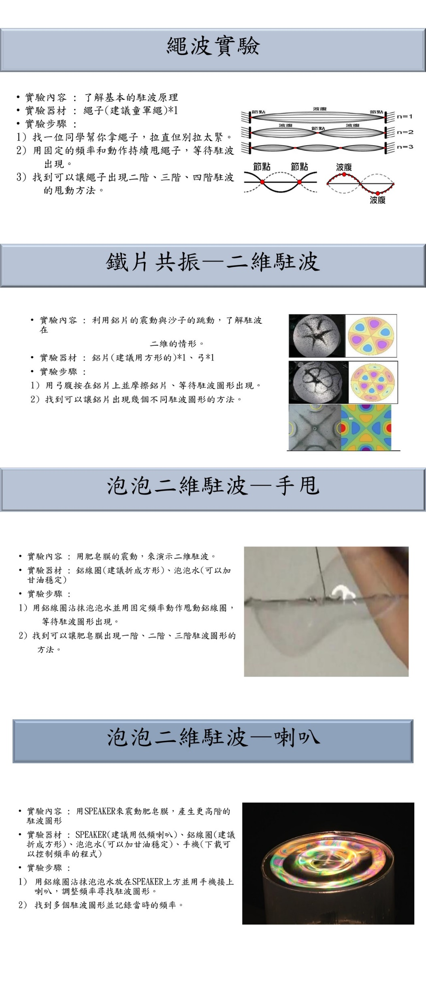 繩波實驗
• 實驗內容 : 了解基本的駐波原理
• 實驗器材 : 繩子(建議童軍繩)*1
• 實驗步驟 :
1) 找一位同學幫你拿繩子，拉直但別拉太緊。
2) 用固定的頻率和動作持續甩繩子，等待駐波
出現。
3) 找到可以讓繩子出現二階、三階、四階駐波
的甩動方法。
節點 波腹 節點 n=1
波腹 節點 波腹 n=2
n=3
節點 節點 波腹
波腹
鐵片共振—二維駐波
• 實驗內容 : 利用鋁片的震動與沙子的跳動，了解駐波
在
二維的情形。
• 實驗器材 : 鋁片(建議用方形的)*1、弓*1
• 實驗步驟 :
1) 用弓腹按在鋁片上並摩擦鋁片、等待駐波圖形出現。
2) 找到可以讓鋁片出現幾個不同駐波圖形的方法。
泡泡二維駐波—手甩
• 實驗內容 : 用肥皂膜的震動，來演示二維駐波。
• 實驗器材 : 鋁線圈(建議折成方形)、泡泡水(可以加
甘油穩定)
• 實驗步驟 :
1) 用鋁線圈沾抹泡泡水並用固定頻率動作甩動鋁線圈，
等待駐波圖形出現。
2) 找到可以讓肥皂膜出現一階、二階、三階駐波圖形的
方法。
泡泡二維駐波—喇叭
• 實驗內容 : 用SPEAKER來震動肥皂膜，產生更高階的
駐波圖形
• 實驗器材 : SPEAKER(建議用低頻喇叭)、鋁線圈(建議
折成方形)、泡泡水(可以加甘油穩定)、手機(下載可
以控制頻率的程式)
• 實驗步驟 :
1) 用鋁線圈沾抹泡泡水放在SPEAKER上方並用手機接上
喇叭，調整頻率尋找駐波圖形。
2) 找到多個駐波圖形並記錄當時的頻率。